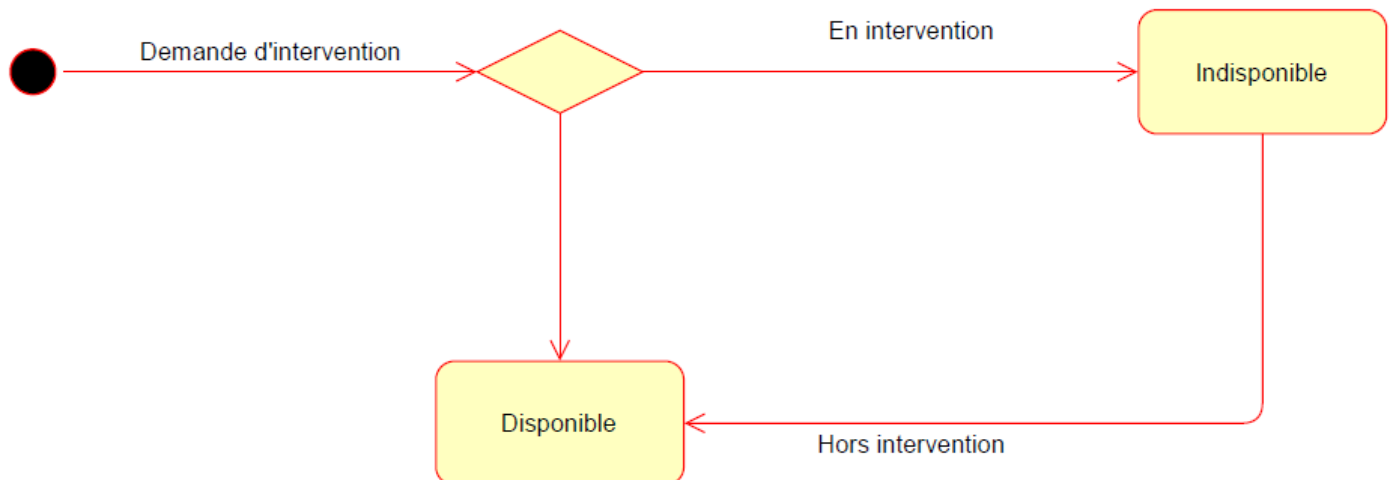 En intervention
Demande d'intervention
Indisponible
Disponible
Hors intervention